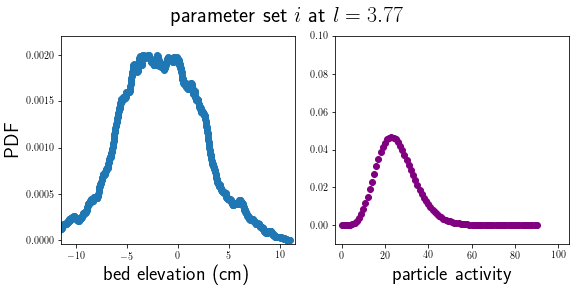 parameter set i at l = 3.77
PDF
0.0020
0.0015
0.0010
0.0005
0.0000
−10 −5 0 5 10
bed elevation (cm)
0.10
0.08
0.06
0.04
0.02
0.00
0 20 40 60 80 100
particle activity